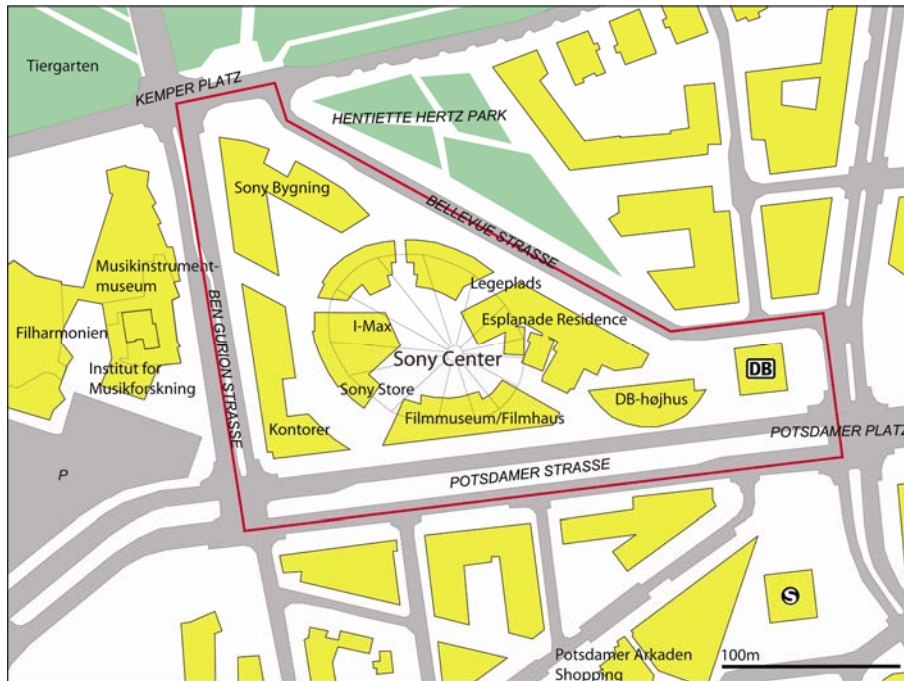 Tiergarten
KEMPER PLATZ
HENTIETTE HERTZ PARK
Sony Bygning
BELLEVUE STRASSE
Musikinstrument-
museum
Legeplads
BEN GURION STRASSE
Filharmonien
I-Max
Esplanade Residence
Institut for
Musikforskning
Sony Center
DB
Sony Store
DB-højhus
Kontorer
Filmmuseum/Filmhaus
POTSDAMER PLATZ
P
POTSDAMER STRASSE
S
Potsdamer Arkaden
Shopping
100m